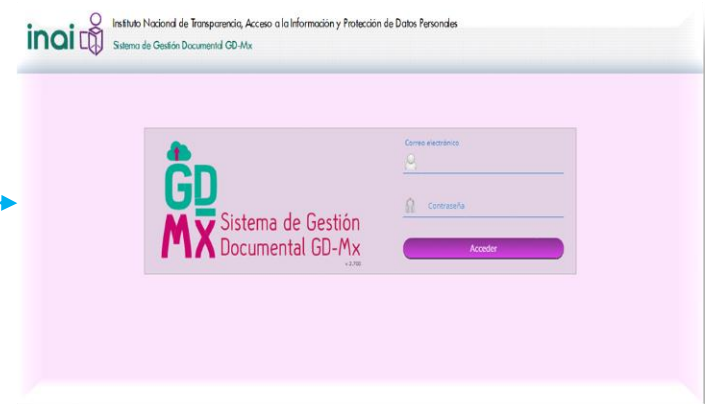 inai
Instituto Nacional de Transparencia, Acceso a la Información y Protección de Datos Personales
Sistema de Gestión Documental GD-Mx
GD
MX
Sistema de Gestión
Documental GD-Mx
Correo electrónico
Contraseña
Acceder